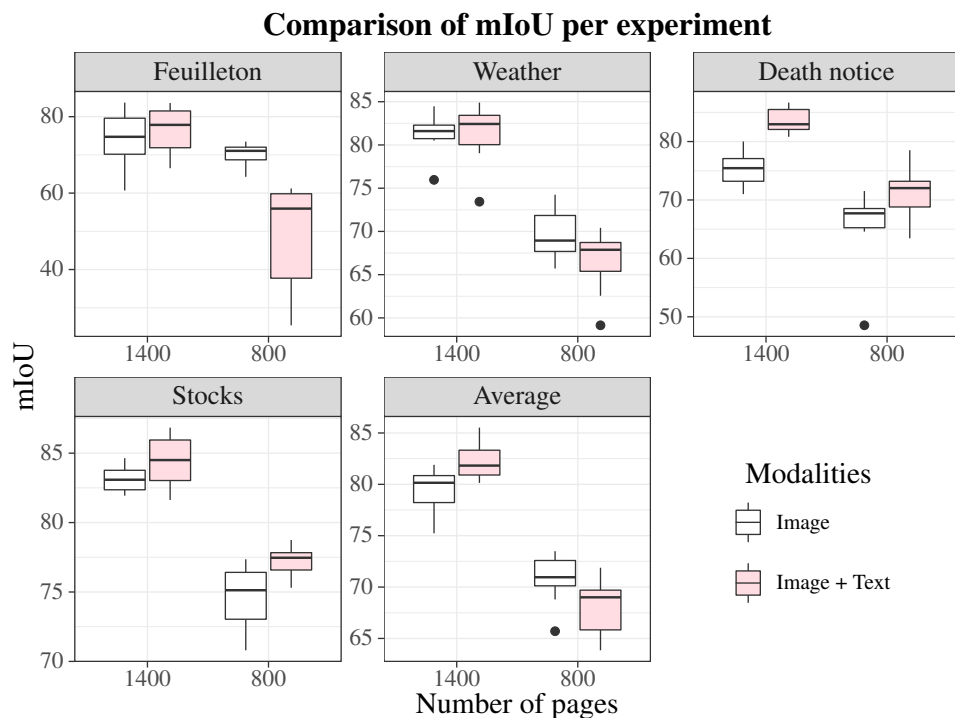 Comparison of mIoU per experiment
Feuilleton
Weather
Death notice
80
60
40
1400
800
85
80
75
70
65
60
1400
800
80
70
60
50
1400
800
mIoU
Stocks
Average
85
80
75
70
1400
800
85
80
75
70
65
1400
800
Modalities
Image
Image + Text
Number of pages